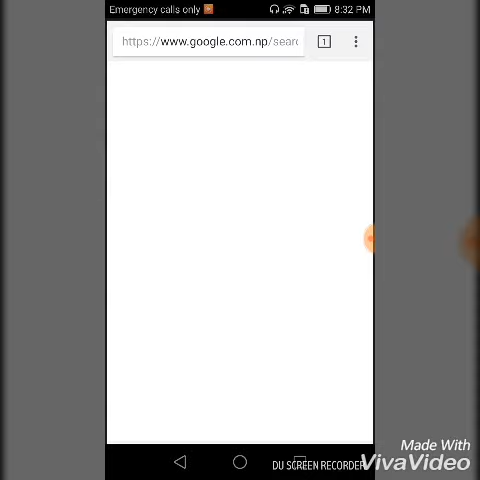 Emergency calls only 8:32 PM
https://www.google.com.np/searc
1
Made With
VivaVideo
DU SCREEN RECORDER